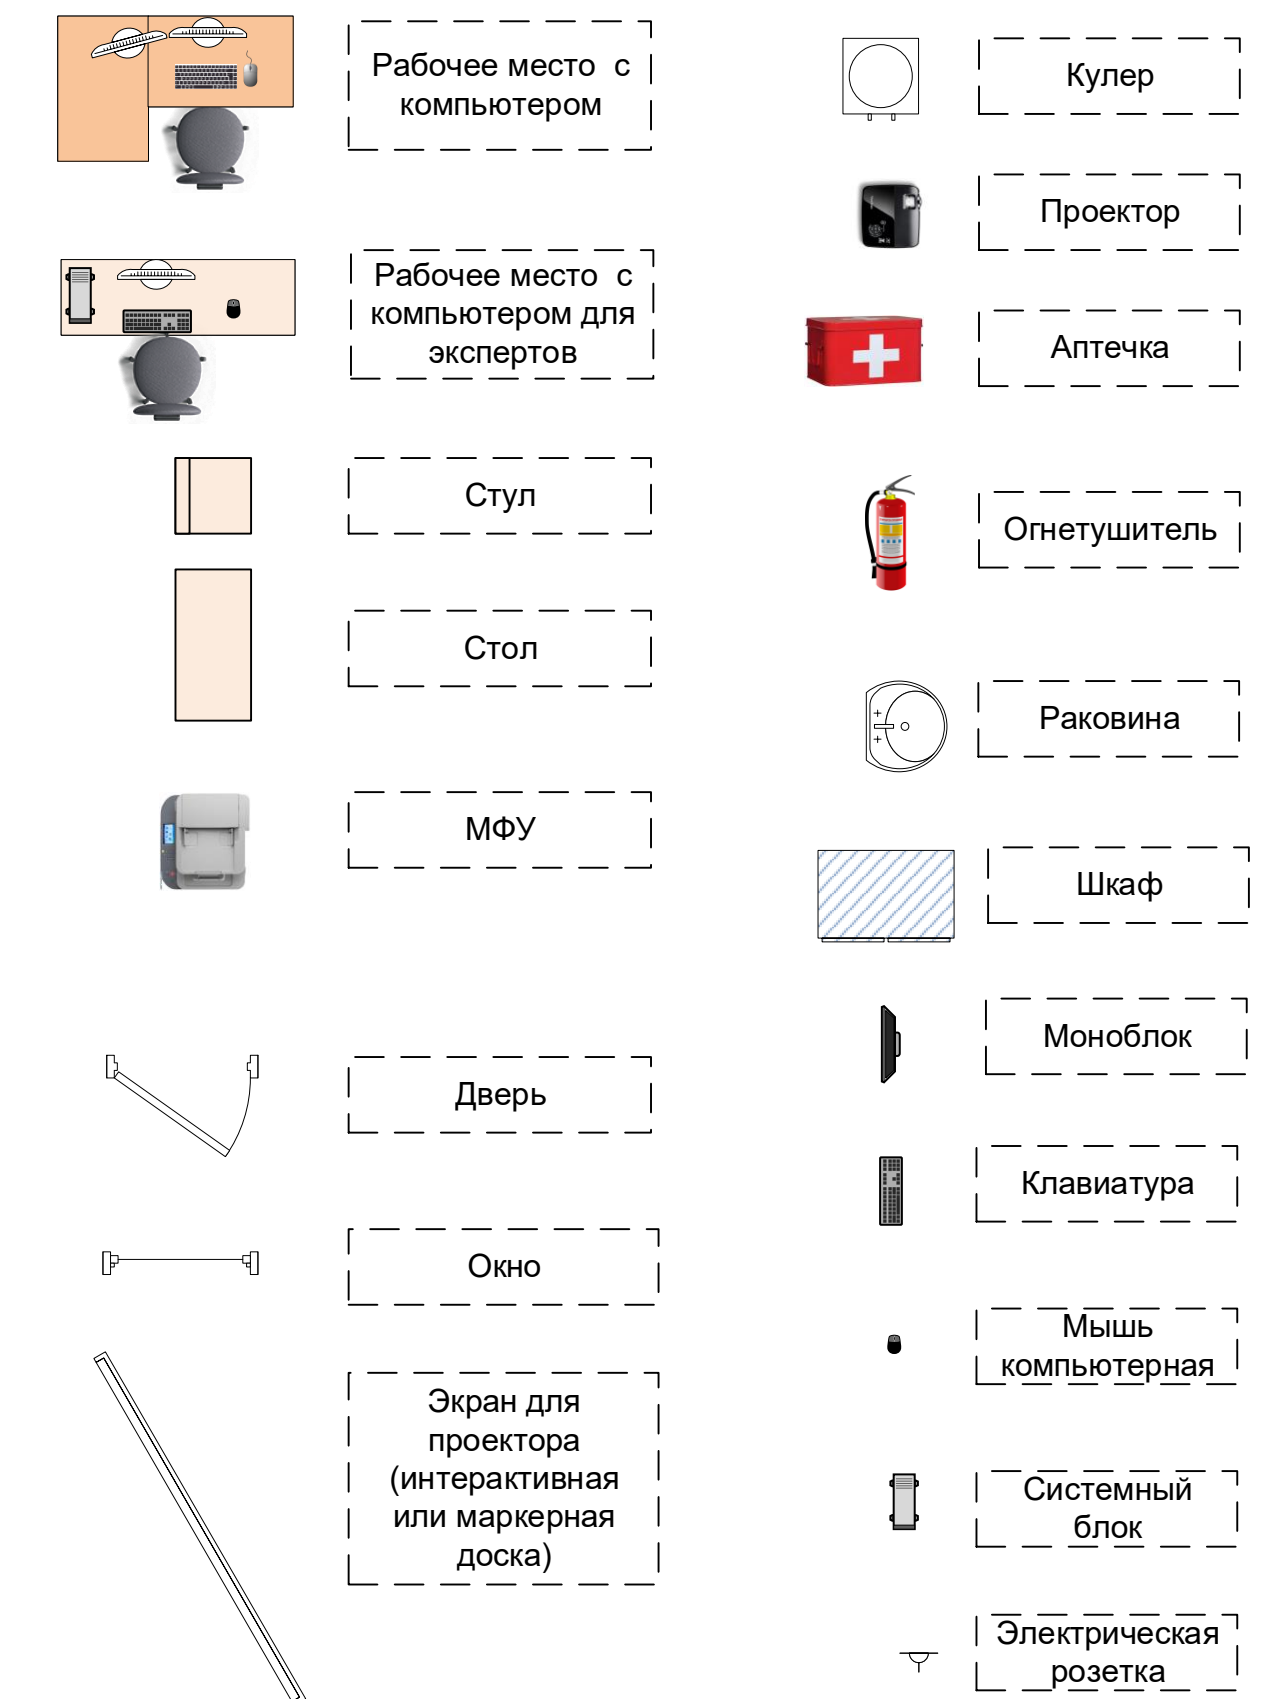 Рабочее место с
компьютером
Рабочее место с
компьютером для
экспертов
Стул
Стол
МФУ
Дверь
Окно
Экран для
проектора
(интерактивная
или маркерная
доска)
Кулер
Проектор
Аптечка
Огнетушитель
Раковина
Шкаф
Моноблок
Клавиатура
Мышь
компьютерная
Системный
блок
Электрическая
розетка